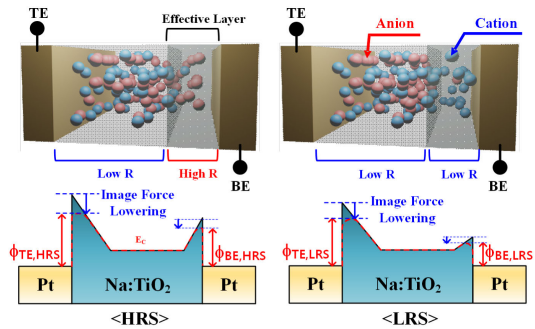 TE
Effective Layer
BE
Low R
High R
Image Force
Lowering
ϕTE,HRS
EC
ϕBE,HRS
Pt
Na:TiO2
Pt
<HRS>
TE
Anion
Cation
BE
Low R
Low R
Image Force
Lowering
ϕTE,LRS
ϕBE,LRS
Pt
Na:TiO2
Pt
<LRS>